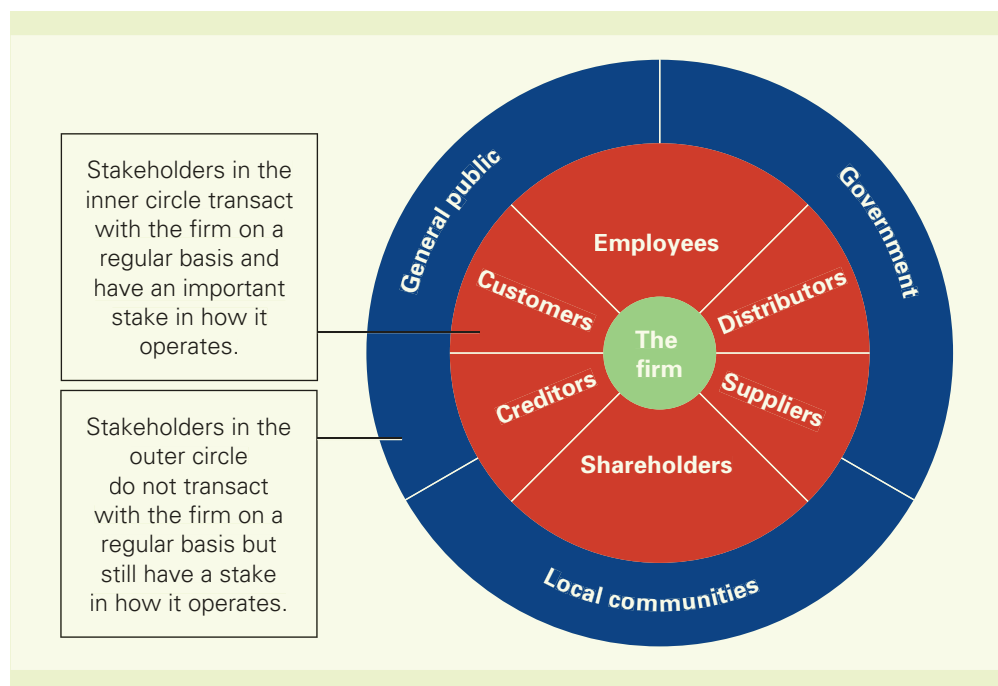 Stakeholders in the
inner circle transact
with the firm on a
regular basis and
have an important
stake in how it
operates.
Stakeholders in the
outer circle
do not transact
with the firm on a
regular basis but
still have a stake
in how it operates.
General public
Government
Employees
Customers
Distributors
The
firm
Creditors
Suppliers
Shareholders
Local communities